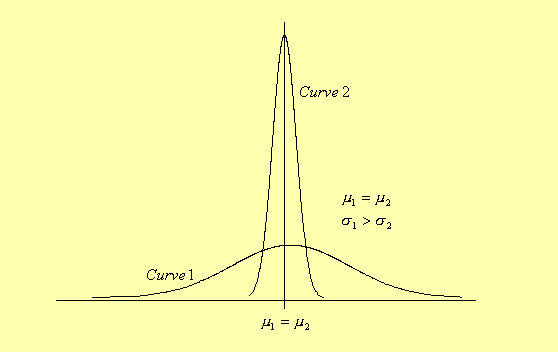 Curve 2
μ₁ = μ₂
σ₁ > σ₂
Curve 1
μ₁ = μ₂